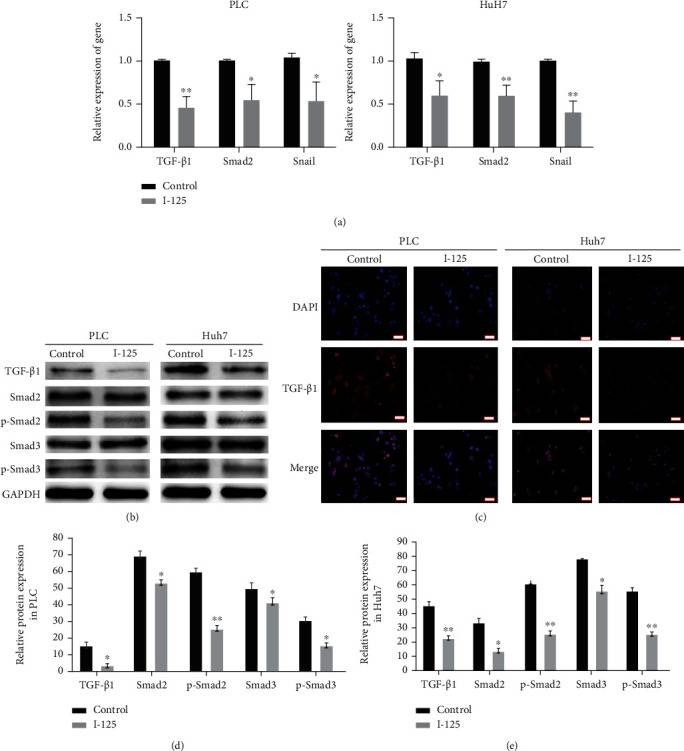 PLC
HuH7
Relative expression of gene
1.5
1.0
0.5
0.0
**
*
*
TGF-β1
Smad2
Snail
Relative expression of gene
1.5
1.0
0.5
0.0
*
**
**
TGF-β1
Smad2
Snail
Control
I-125
(a)
PLC
Huh7
Control
I-125
Control
I-125
TGF-β1
Smad2
p-Smad2
Smad3
p-Smad3
GAPDH
(b)
PLC
Huh7
Control
I-125
Control
I-125
DAPI
TGF-β1
Merge
(c)
Relative protein expression
in PLC
80
70
60
50
40
30
20
10
0
*
*
**
*
*
TGF-β1
Smad2
p-Smad2
Smad3
p-Smad3
Control
I-125
(d)
Relative protein expression
in Huh7
90
80
70
60
50
40
30
20
10
0
**
*
**
*
**
TGF-β1
Smad2
p-Smad2
Smad3
p-Smad3
Control
I-125
(e)